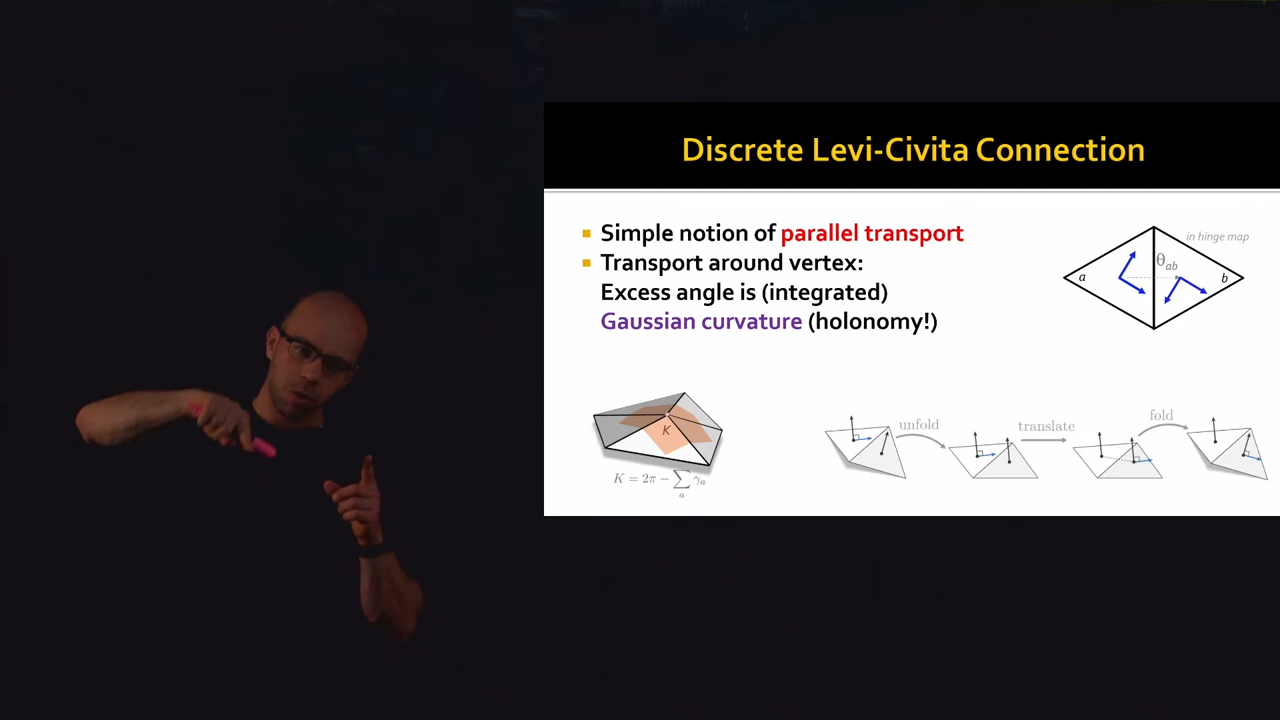 Discrete Levi-Civita Connection
Simple notion of parallel transport
Transport around vertex:
Excess angle is (integrated)
Gaussian curvature (holonomy!)
in hinge map
a θab b
K
K = 2π − ∑a γa
unfold translate fold